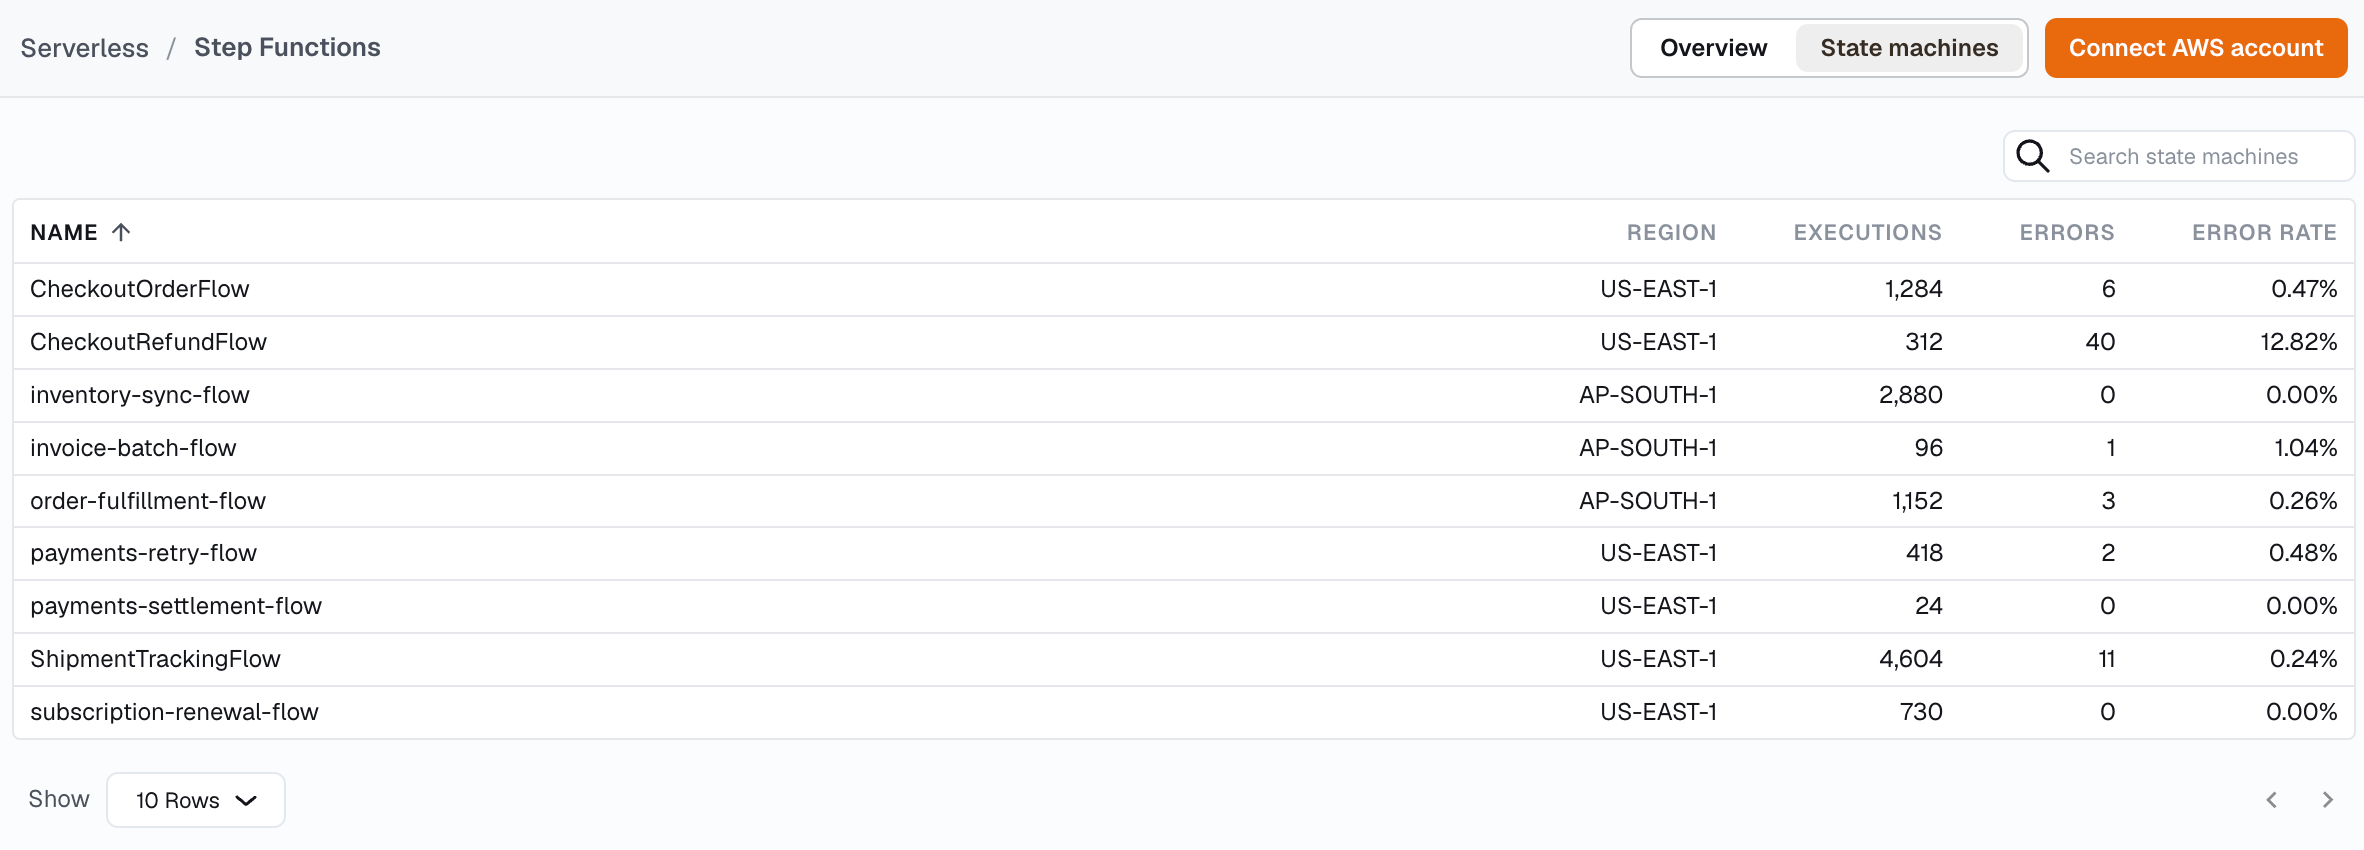 Serverless / Step Functions
Overview State machines Connect AWS account
Search state machines
NAME REGION EXECUTIONS ERRORS ERROR RATE
CheckoutOrderFlow US-EAST-1 1,284 6 0.47%
CheckoutRefundFlow US-EAST-1 312 40 12.82%
inventory-sync-flow AP-SOUTH-1 2,880 0 0.00%
invoice-batch-flow AP-SOUTH-1 96 1 1.04%
order-fulfillment-flow AP-SOUTH-1 1,152 3 0.26%
payments-retry-flow US-EAST-1 418 2 0.48%
payments-settlement-flow US-EAST-1 24 0 0.00%
ShipmentTrackingFlow US-EAST-1 4,604 11 0.24%
subscription-renewal-flow US-EAST-1 730 0 0.00%
Show 10 Rows